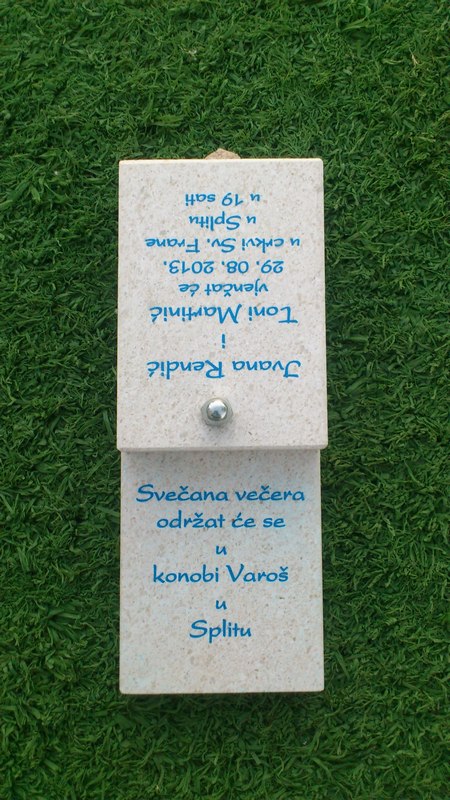 Ivana Rendić
i
Toni Martinić
vjenčat će
29. 08. 2013.
u crkvi Sv. Frane
u Splitu
u 19 sati
Svečana večera
održat će se
u
konobi Varoš
u
Splitu